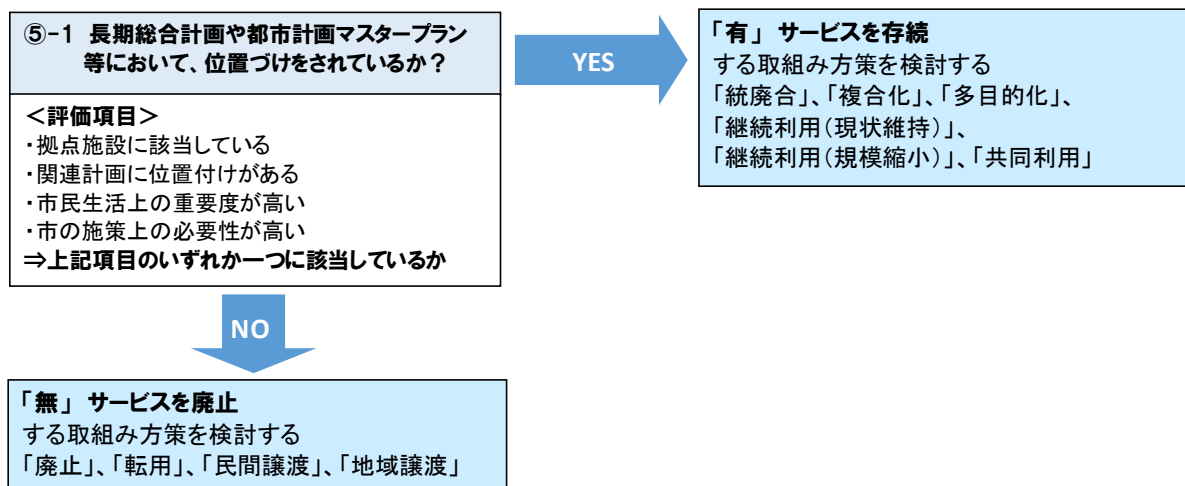 ⑤-1 長期総合計画や都市計画マスタープラン
等において、位置づけをされているか？
＜評価項目＞
・拠点施設に該当している
・関連計画に位置付けがある
・市民生活上の重要度が高い
・市の施策上の必要性が高い
⇒上記項目のいずれか一つに該当しているか
YES
「有」 サービスを存続
する取組み方策を検討する
「統廃合」、「複合化」、「多目的化」、
「継続利用（現状維持）」、
「継続利用（規模縮小）」、「共同利用」
NO
「無」 サービスを廃止
する取組み方策を検討する
「廃止」、「転用」、「民間譲渡」、「地域譲渡」